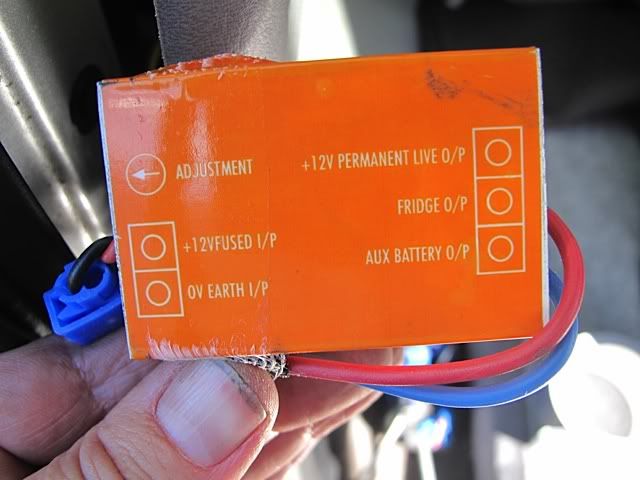 ADJUSTMENT
+12VFUSED I/P
0V EARTH I/P
+12V PERMANENT LIVE O/P
FRIDGE O/P
AUX BATTERY O/P